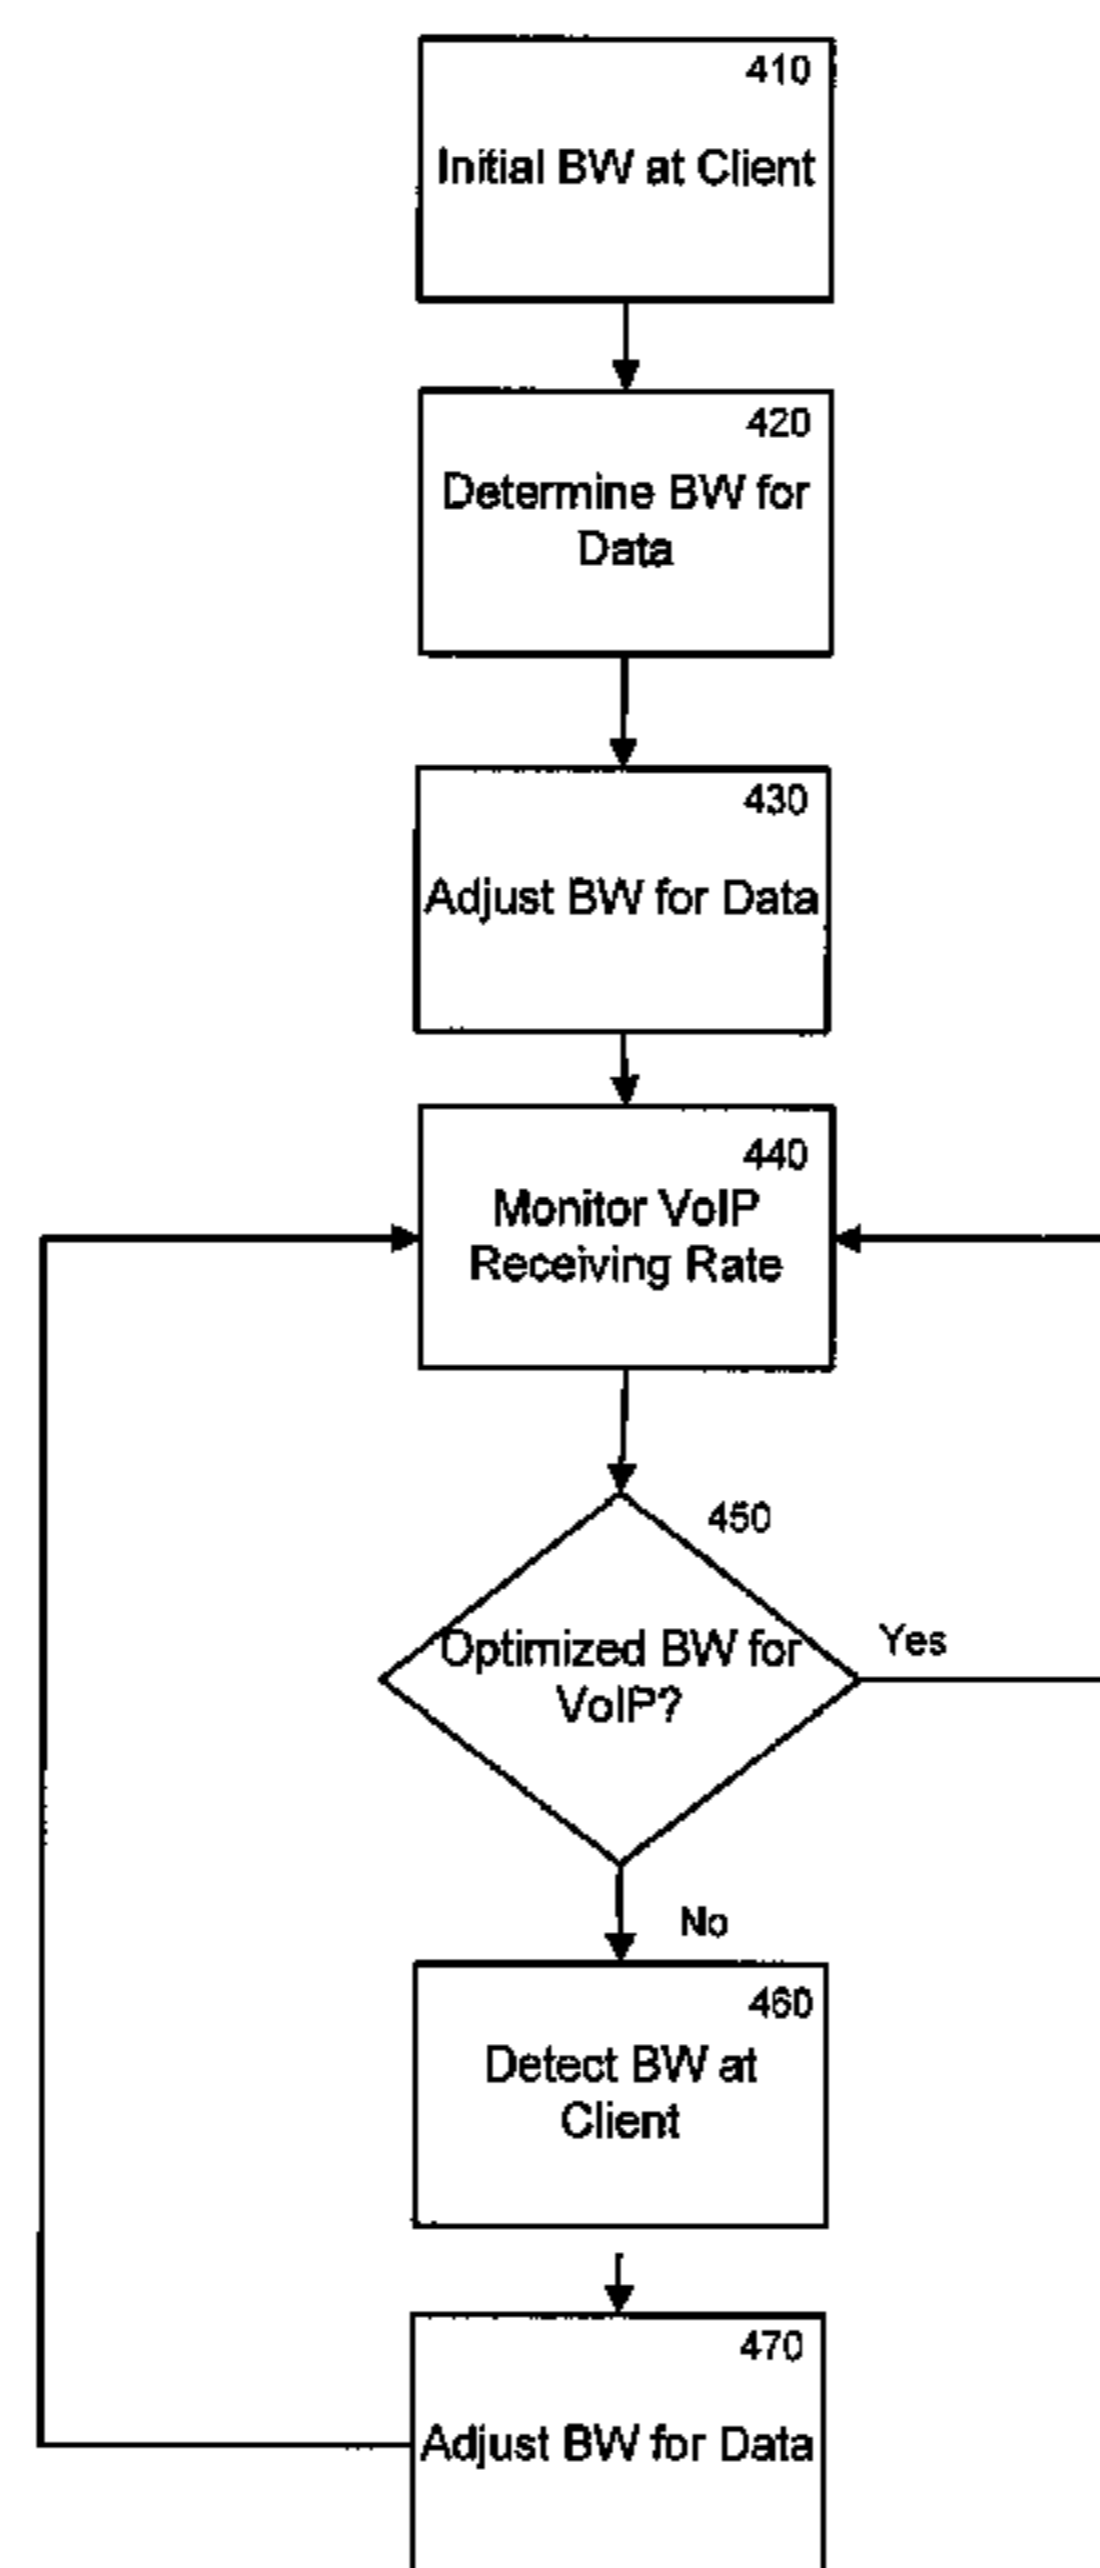 410
Initial BW at Client
420
Determine BW for
Data
430
Adjust BW for Data
440
Monitor VoIP
Receiving Rate
450
Optimized BW for
VoIP?
Yes
No
460
Detect BW at
Client
470
Adjust BW for Data